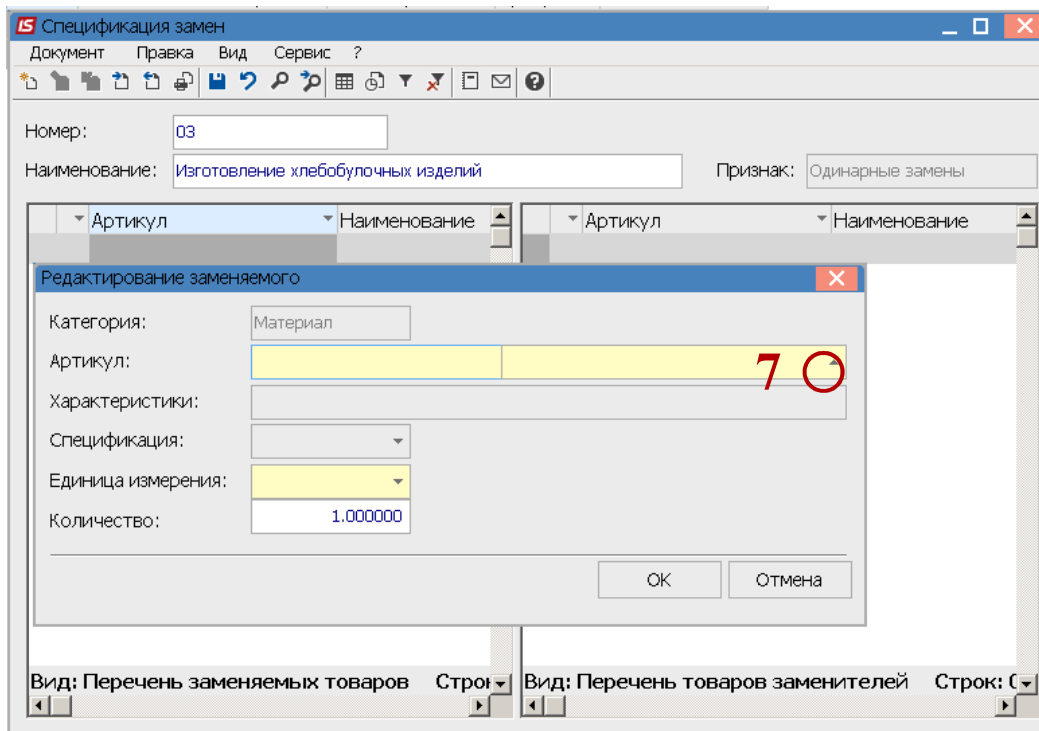 IS Спецификация замен
Документ Правка Вид Сервис ?
Номер: 03
Наименование: Изготовление хлебобулочных изделий Признак: Одинарные замены
Артикул Наименование Артикул Наименование
Редактирование заменяемого
Категория: Материал
Артикул: 7
Характеристики:
Спецификация:
Единица измерения:
Количество: 1.000000
ОК Отмена
Вид: Перечень заменяемых товаров Вид: Перечень товаров заменителей Строк: